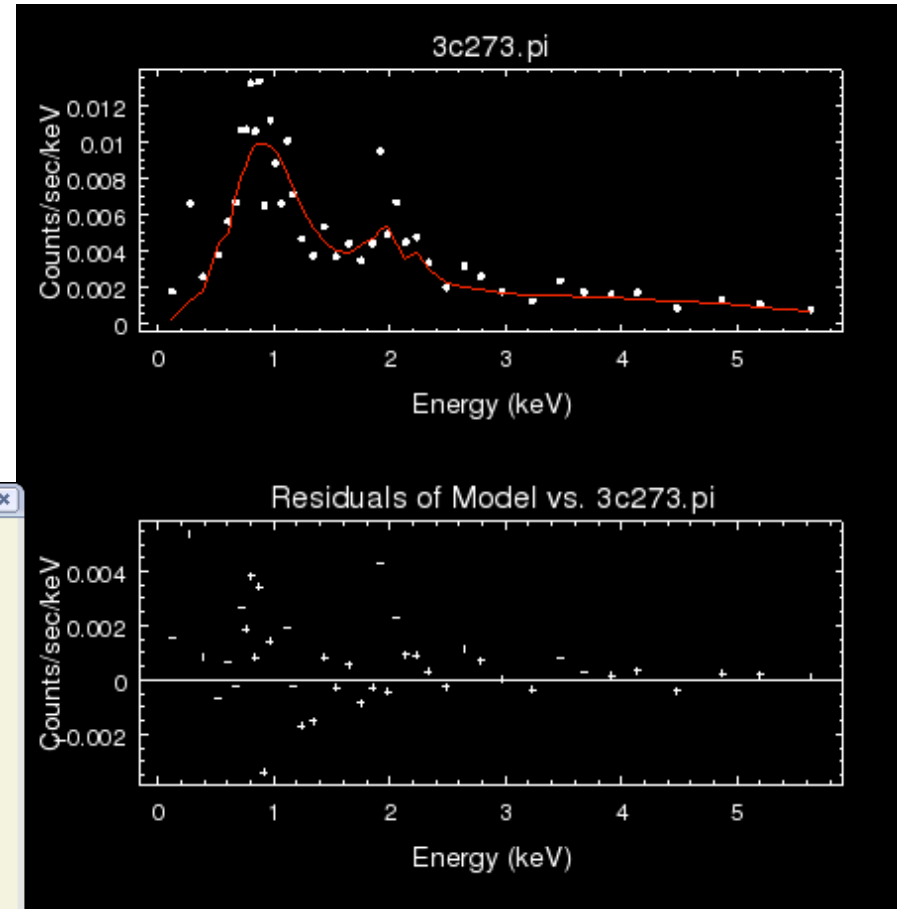 3c273.pi
Counts/sec/keV
0.012
0.01
0.008
0.006
0.004
0.002
0
0 1 2 3 4 5
Energy (keV)
Residuals of Model vs. 3c273.pi
Counts/sec/keV
0.004
0.002
0
-0.002
0 1 2 3 4 5
Energy (keV)